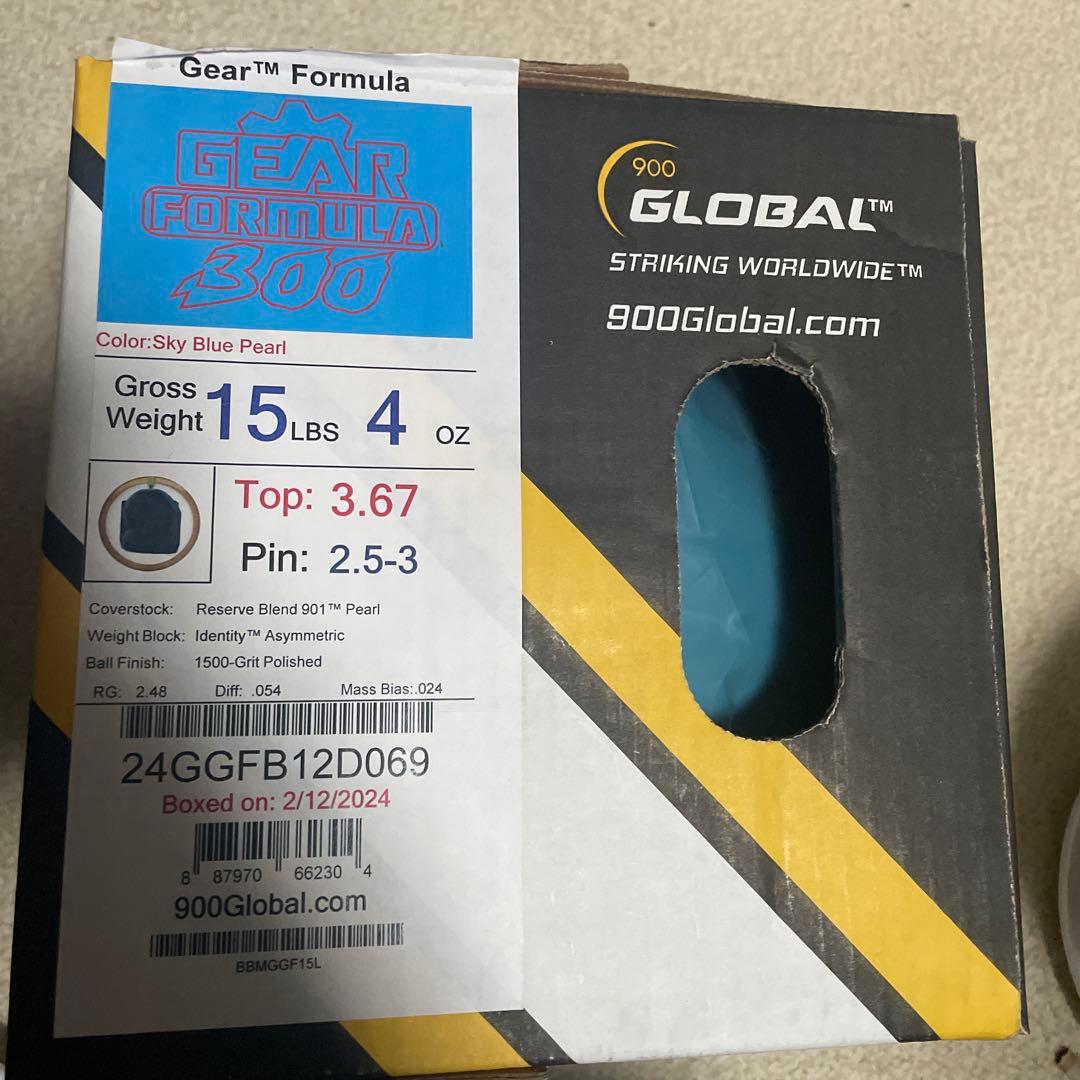 Gear™ Formula
GEAR
FORMULA
300
Color:Sky Blue Pearl
Gross
Weight 15 LBS 4 OZ
Top: 3.67
Pin: 2.5-3
Coverstock: Reserve Blend 901™ Pearl
Weight Block: Identity™ Asymmetric
Ball Finish: 1500-Grit Polished
RG: 2.48 Diff: .054 Mass Bias:.024
24GGFB12D069
Boxed on: 2/12/2024
8 87970 66230 4
900Global.com
BBMGGF15L
900
GLOBAL™
STRIKING WORLDWIDE™
900Global.com